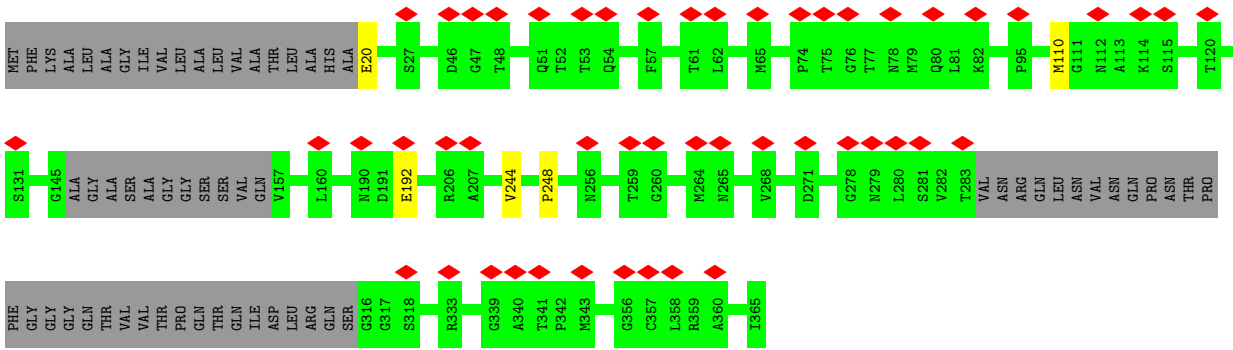 MET PHE LYS ALA LEU ALA GLY ILE VAL LEU ALA LEU VAL ALA THR LEU ALA ALA HIS ALA E20 S27 D46 G47 T48 Q51 T52 T53 Q54 F57 T61 L62 M65 P74 T75 G76 T77 N78 M79 Q80 L81 K82 P95 M110 G111 N112 A113 K114 S115 T120
S131 G145 ALA GLY ALA SER ALA GLY GLY SER SER VAL GLN V157 L160 N190 D191 E192 R206 A207 V244 P248 N256 T259 G260 M264 N265 V268 D271 G278 N279 L280 S281 V282 T283 VAL ASN ARG GLN LEU ASN VAL ASN GLN PRO ASN THR PRO
PHE GLY GLY GLY GLN THR VAL VAL THR PRO GLN THR GLN ILE ASP LEU ARG GLN SER G316 G317 S318 R333 G339 A340 T341 P342 M343 G356 C357 L358 R359 A360 I365